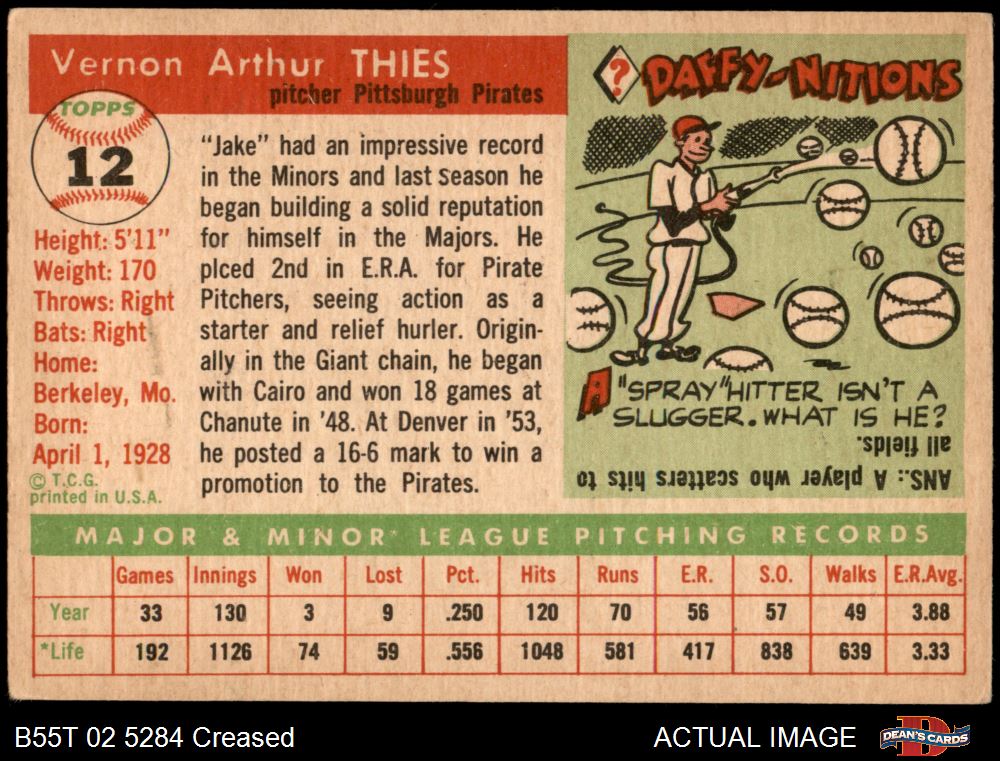 Vernon Arthur THIES
pitcher Pittsburgh Pirates
TOPPS
12
Height: 5'11"
Weight: 170
Throws: Right
Bats: Right
Home:
Berkeley, Mo.
Born:
April 1, 1928
© T.C.G.
printed in U.S.A.
"Jake" had an impressive record
in the Minors and last season he
began building a solid reputation
for himself in the Majors. He
plced 2nd in E.R.A. for Pirate
Pitchers, seeing action as a
starter and relief hurler. Origin-
ally in the Giant chain, he began
with Cairo and won 18 games at
Chanute in '48. At Denver in '53,
he posted a 16-6 mark to win a
promotion to the Pirates.
? DAFFY-NITIONS
A "SPRAY" HITTER ISN'T A
SLUGGER. WHAT IS HE?
ANS.: A player who scatters hits to
all fields.
MAJOR & MINOR* LEAGUE PITCHING RECORDS
Games Innings Won Lost Pct. Hits Runs E.R. S.O. Walks E.R.Avg.
Year 33 130 3 9 .250 120 70 56 57 49 3.88
*Life 192 1126 74 59 .556 1048 581 417 838 639 3.33
B55T 02 5284 Creased
ACTUAL IMAGE
D
DEAN'S CARDS